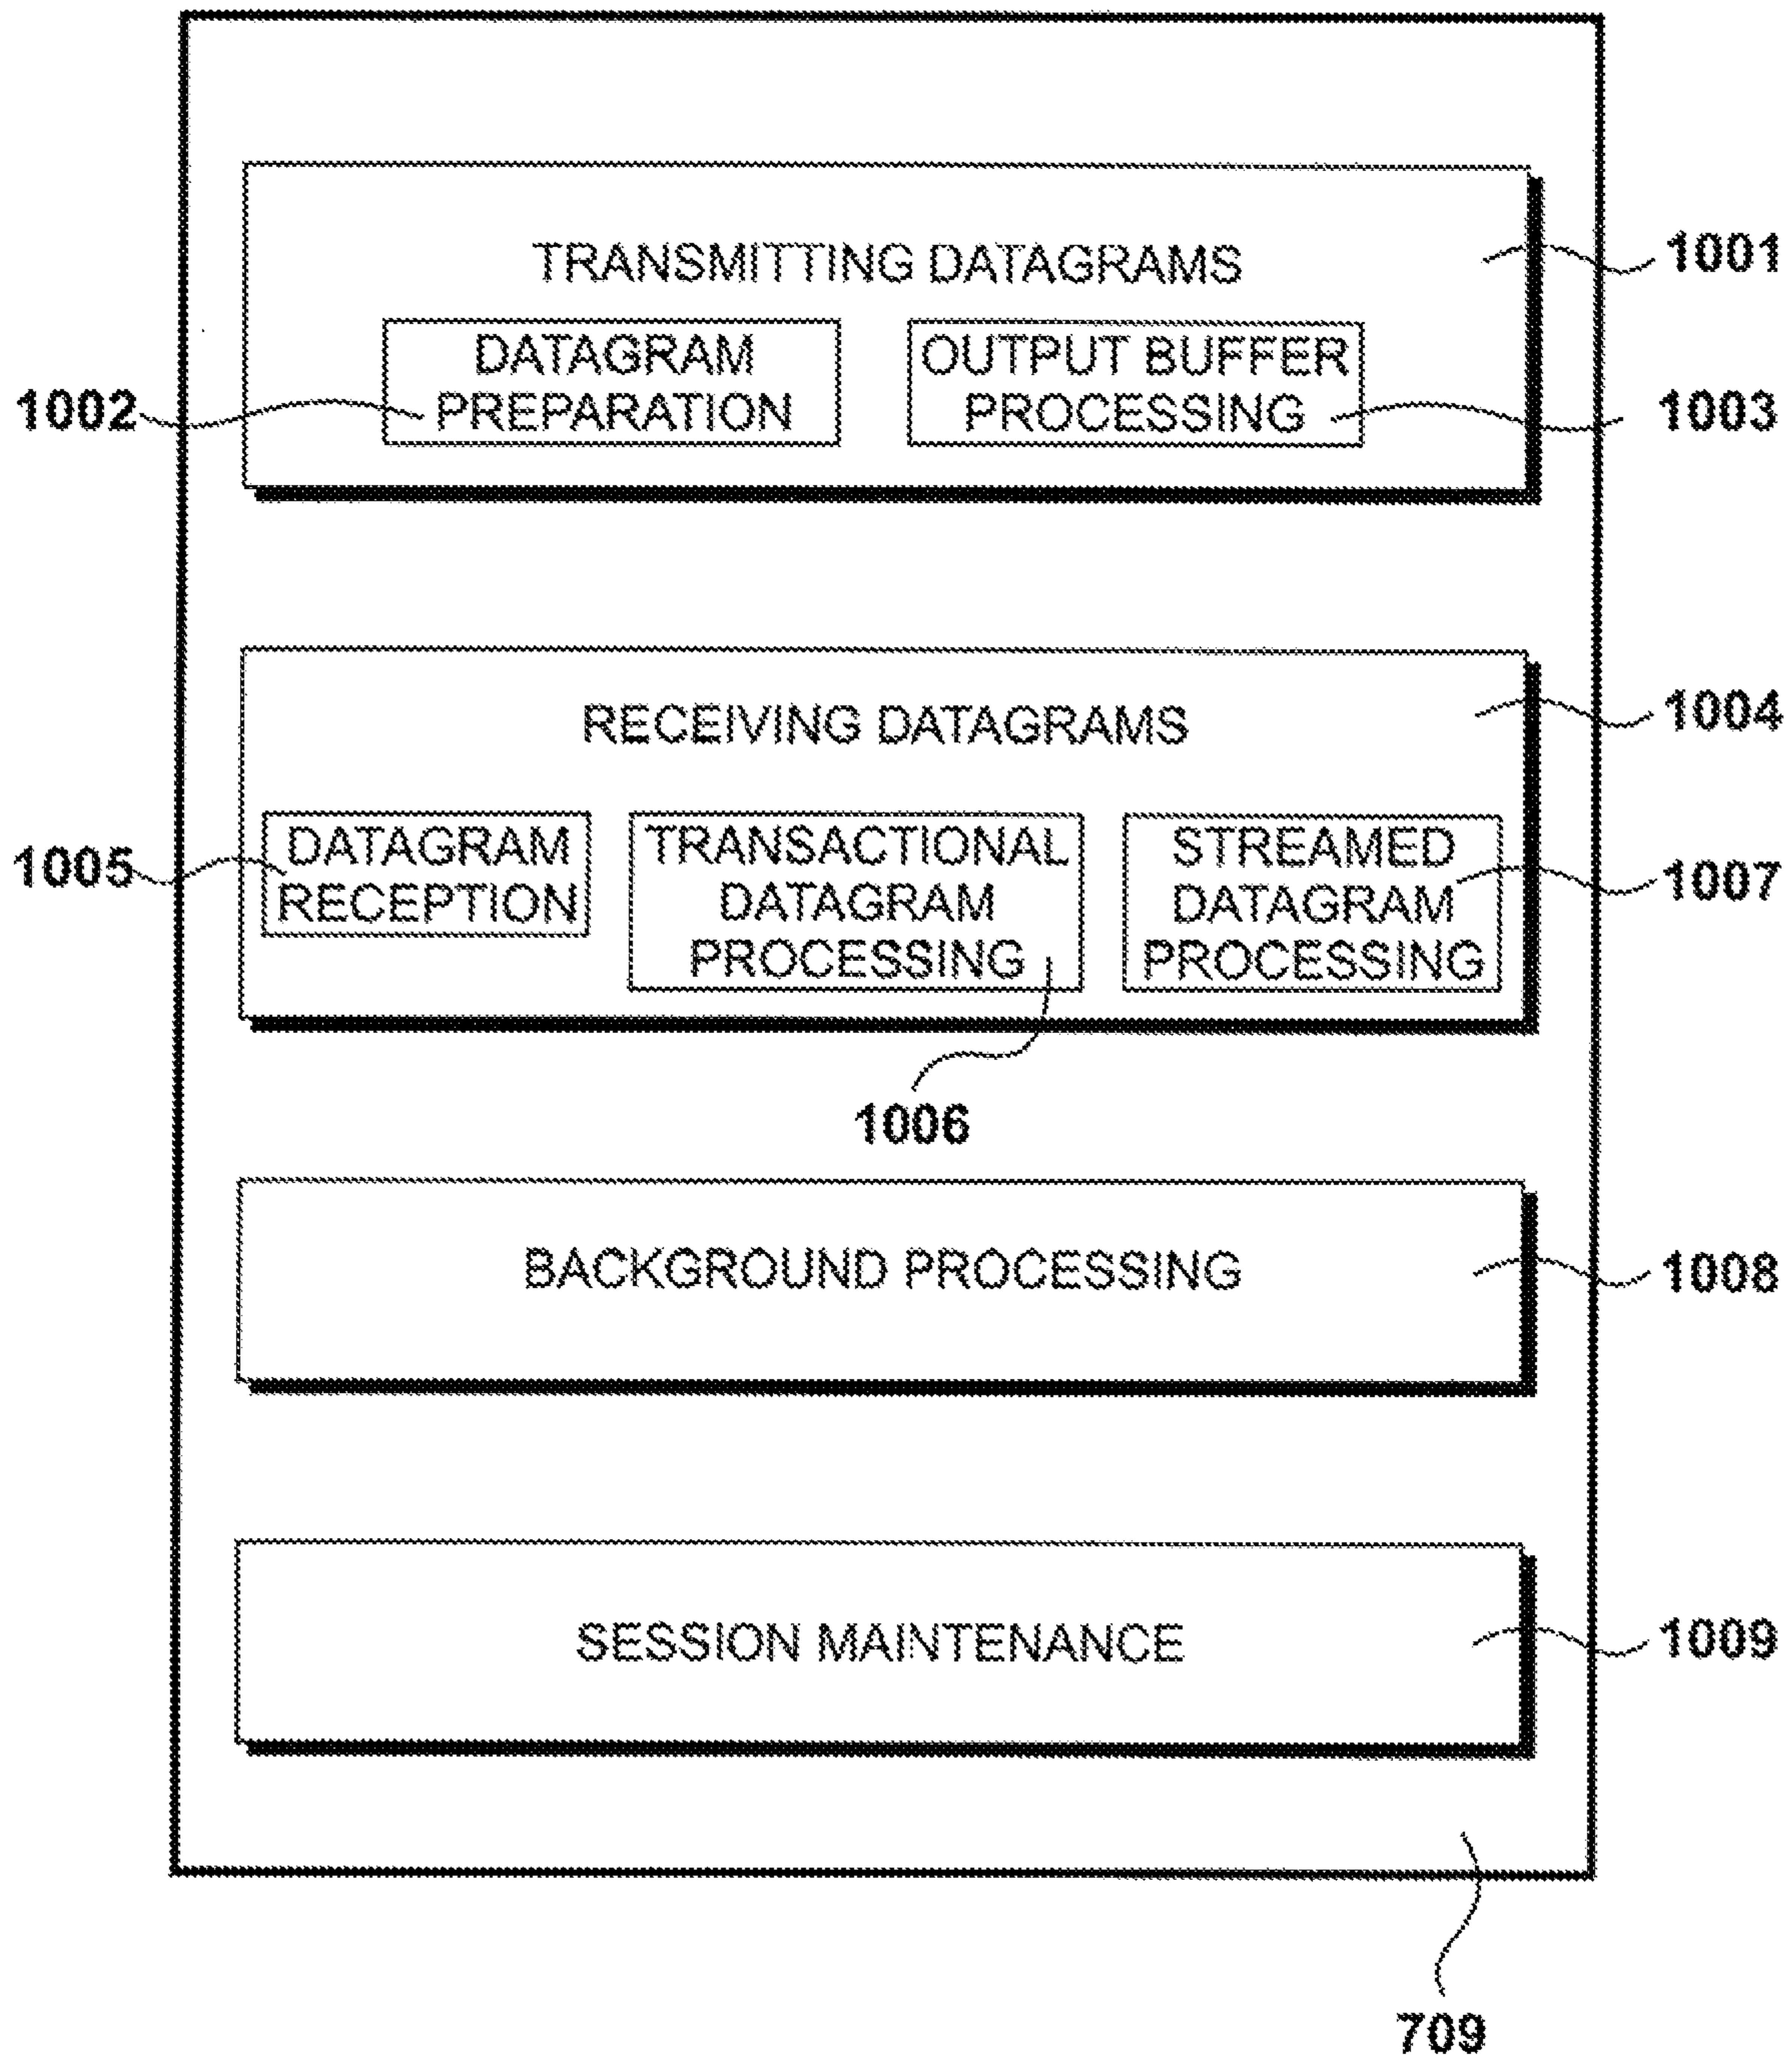 TRANSMITTING DATAGRAMS
1001
DATAGRAM
PREPARATION
1002
OUTPUT BUFFER
PROCESSING
1003
RECEIVING DATAGRAMS
1004
DATAGRAM
RECEPTION
1005
TRANSACTIONAL
DATAGRAM
PROCESSING
1006
STREAMED
DATAGRAM
PROCESSING
1007
BACKGROUND PROCESSING
1008
SESSION MAINTENANCE
1009
709